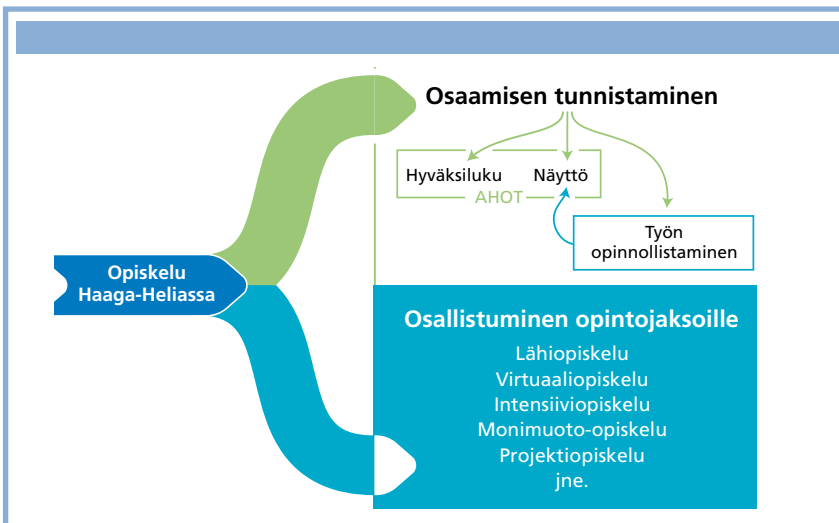 Osaamisen tunnistaminen
Hyväksiluku
Näyttö
AHOT
Työn
opinnollistaminen
Opiskelu
Haaga-Heliassa
Osallistuminen opintojaksoille
Lähiopiskelu
Virtuaaliopiskelu
Intensiiviopiskelu
Monimuoto-opiskelu
Projektiopiskelu
jne.